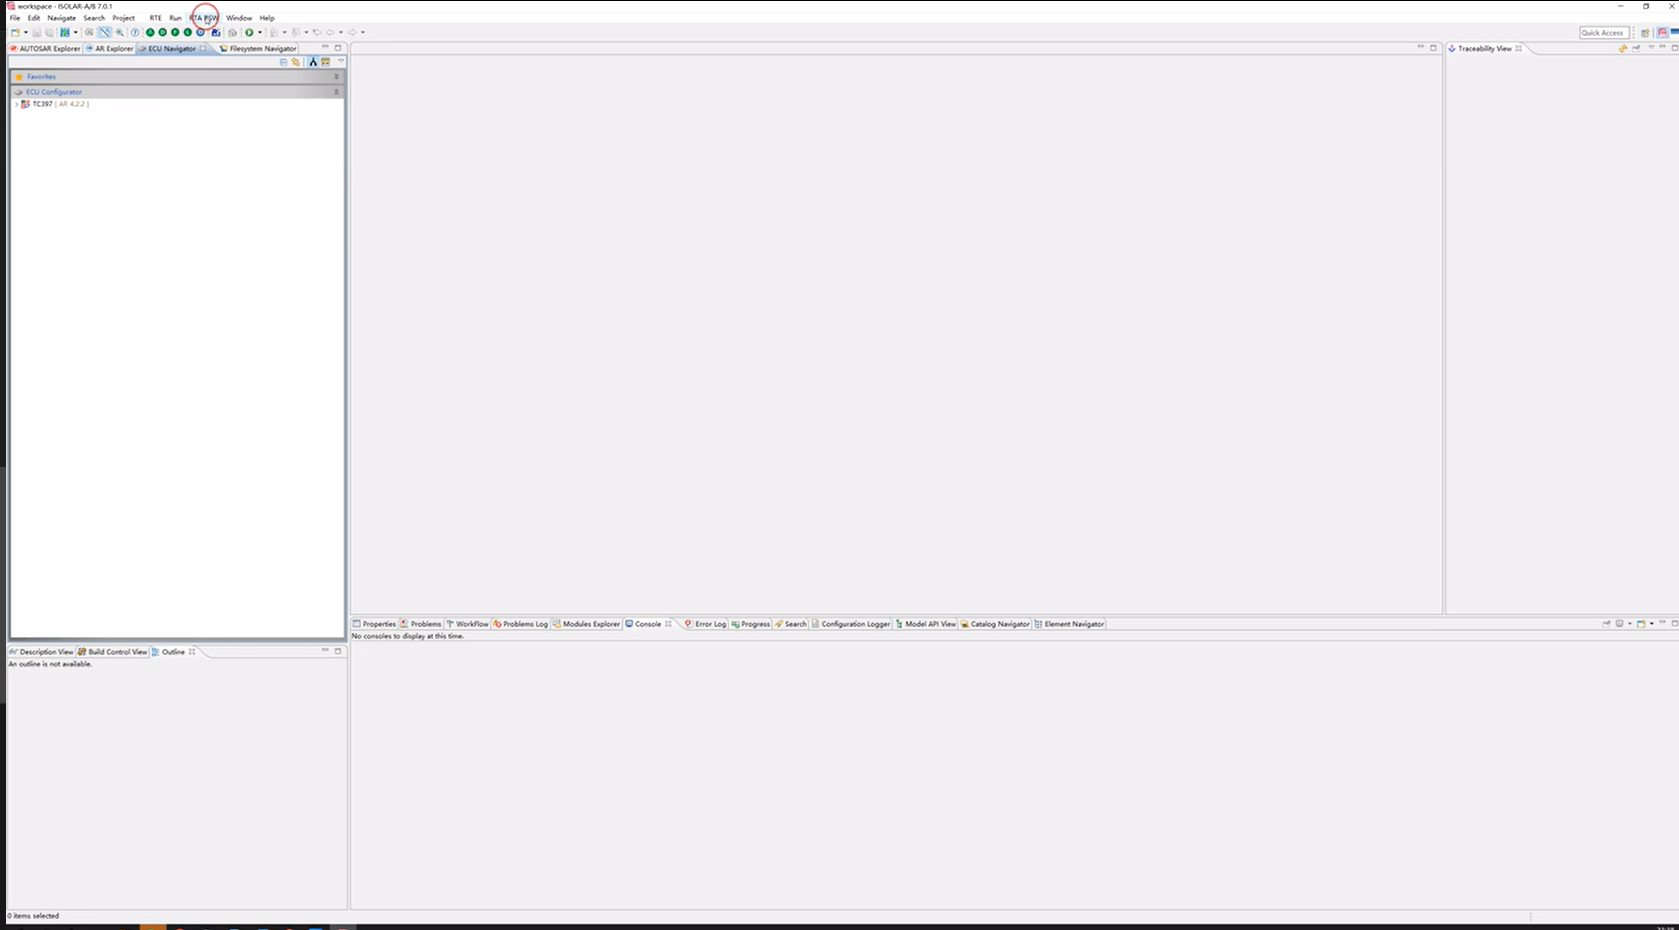 workspace - ISOLAR-A/B 7.0.1
File Edit Navigate Search Project RTE Run RTA BSW Window Help
Quick Access
AUTOSAR Explorer AR Explorer ECU Navigator Filesystem Navigator
Traceability View
Favorites
ECU Configurator
TC397 [ AR 4.2.2 ]
Properties Problems WorkFlow Problems Log Modules Explorer Console Error Log Progress Search Configuration Logger Model API View Catalog Navigator Element Navigator
No consoles to display at this time.
Description View Build Control View Outline
An outline is not available.
0 items selected